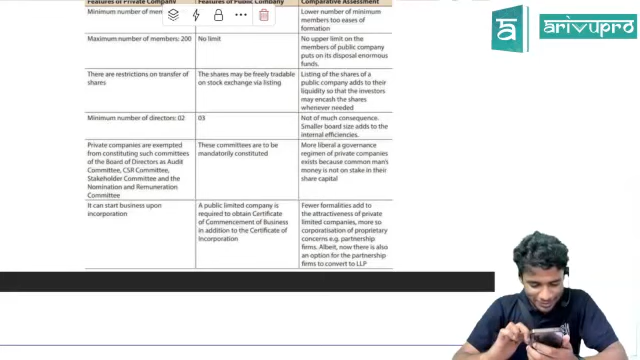 Features of Private Company
Features of Public Company
Comparative Assessment
Minimum number of
Lower number of minimum
members too eases of
formation
Maximum number of members: 200
No limit
No upper limit on the
members of public company
puts on its disposal enormous
funds.
There are restrictions on transfer of
shares
The shares may be freely tradable
on stock exchange via listing
Listing of the shares of a
public company adds to their
liquidity so that the investors
may encash the shares
whenever needed
Minimum number of directors: 02
03
Not of much consequence.
Smaller board size adds to the
internal efficiencies.
Private companies are exempted
from constituting such committees
of the Board of Directors as Audit
Committee, CSR Committee,
Stakeholder Committee and the
Nomination and Remuneration
Committee
These committees are to be
mandatorily constituted
More liberal a governance
regimen of private companies
exists because common man's
money is not on stake in their
share capital
It can start business upon
incorporation
A public limited company is
required to obtain Certificate
of Commencement of Business
in addition to the Certificate of
Incorporation
Fewer formalities add to
the attractiveness of private
limited companies, more so
corporatisation of proprietary
concerns e.g. partnership
firms. Albeit, now there is also
an option for the partnership
firms to convert to LLP
ARIVUPRO